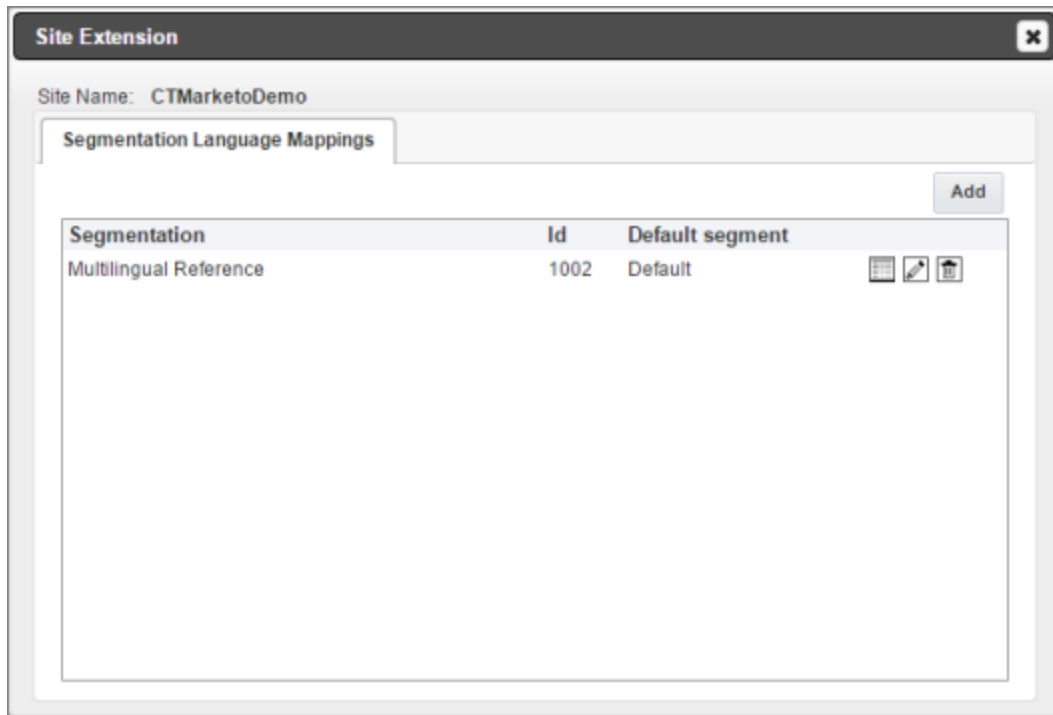 Site Extension
Site Name: CTMarketoDemo
Segmentation Language Mappings
Add
Segmentation Id Default segment
Multilingual Reference 1002 Default